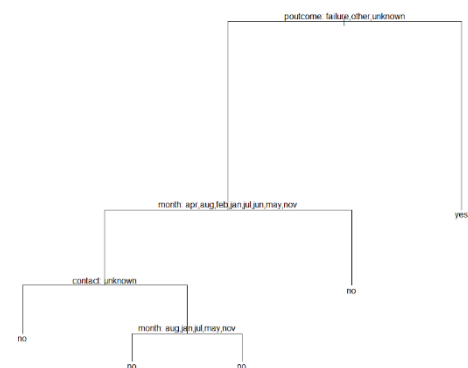 poutcome: failure,other,unknown
month: apr,aug,feb,jan,jul,jun,may,nov
yes
contact: unknown
no
month: aug,jan,jul,may,nov
no
no
no